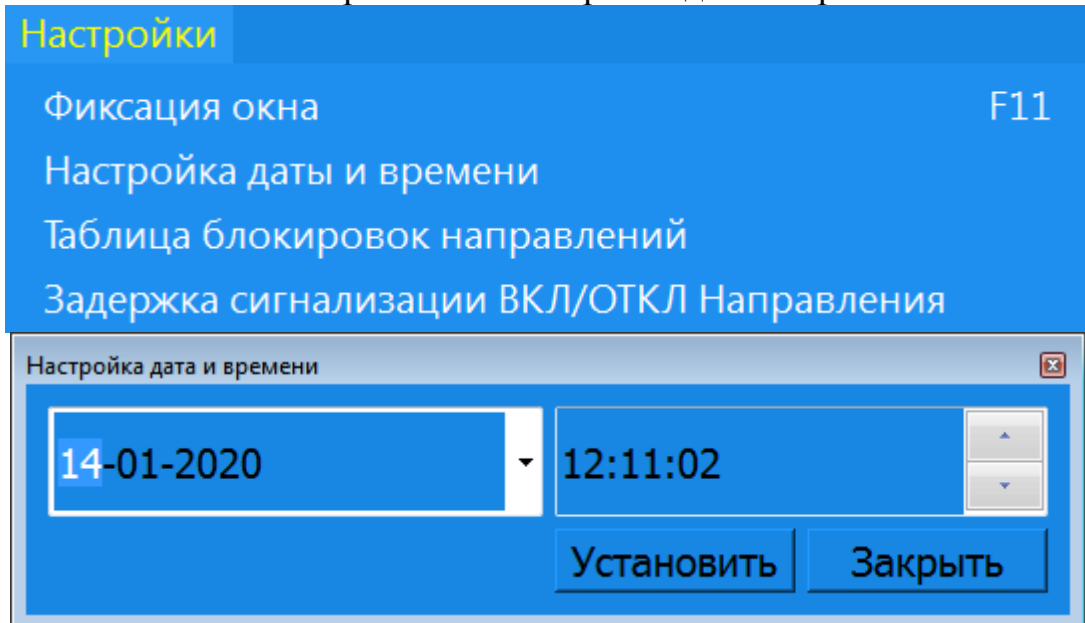 Настройки
Фиксация окна F11
Настройка даты и времени
Таблица блокировок направлений
Задержка сигнализации ВКЛ/ОТКЛ Направления
Настройка дата и времени
14-01-2020 12:11:02
Установить Закрыть